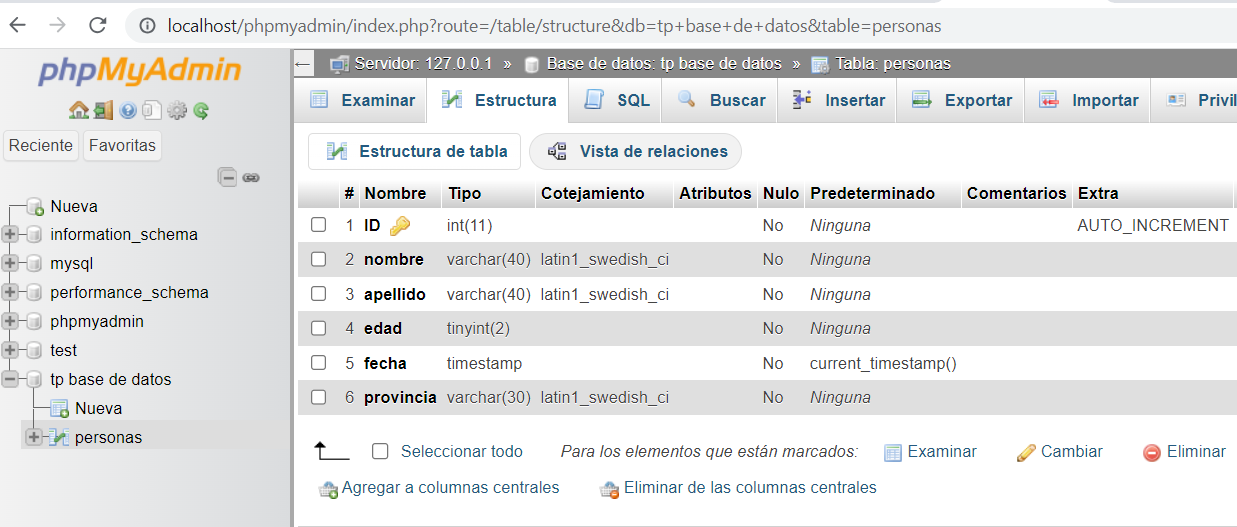 localhost/phpmyadmin/index.php?route=/table/structure&db=tp+base+de+datos&table=personas
phpMyAdmin
Reciente Favoritas
Nueva
information_schema
mysql
performance_schema
phpmyadmin
test
tp base de datos
Nueva
personas
Servidor: 127.0.0.1 » Base de datos: tp base de datos » Tabla: personas
Examinar Estructura SQL Buscar Insertar Exportar Importar Privil
Estructura de tabla Vista de relaciones
# Nombre Tipo Cotejamiento Atributos Nulo Predeterminado Comentarios Extra
1 ID int(11) No Ninguna AUTO_INCREMENT
2 nombre varchar(40) latin1_swedish_ci No Ninguna
3 apellido varchar(40) latin1_swedish_ci No Ninguna
4 edad tinyint(2) No Ninguna
5 fecha timestamp No current_timestamp()
6 provincia varchar(30) latin1_swedish_ci No Ninguna
Seleccionar todo Para los elementos que están marcados: Examinar Cambiar Eliminar
Agregar a columnas centrales Eliminar de las columnas centrales